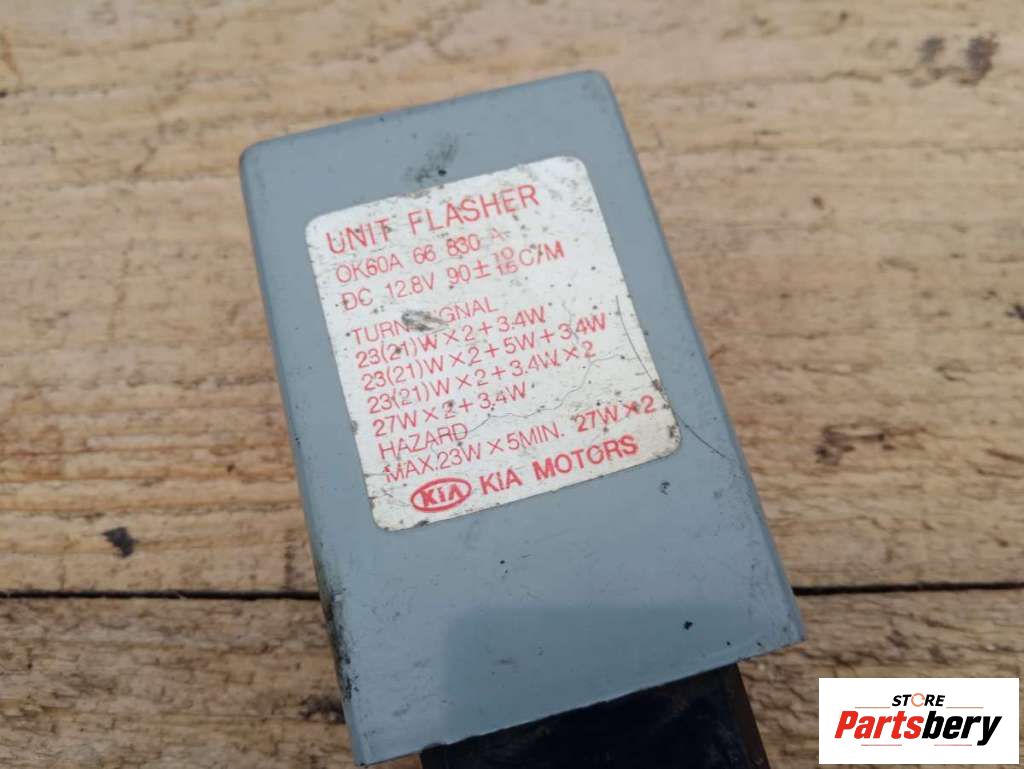 UNIT FLASHER
OK60A 66 830 A
DC 12.8V 90± 10/15 C/M
TURN SIGNAL
23(21)W×2+3.4W
23(21)W×2+5W+3.4W
23(21)W×2+3.4W×2
27W×2+3.4W
HAZARD
MAX.23W×5MIN. 27W×2
KIA KIA MOTORS
STORE
Partsbery